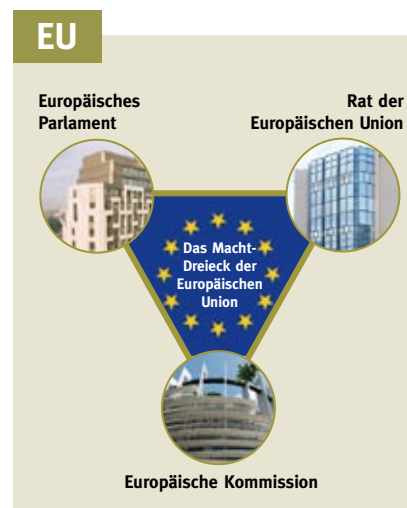 EU
Europäisches
Parlament
Rat der
Europäischen Union
Das Macht-
Dreieck der
Europäischen
Union
Europäische Kommission